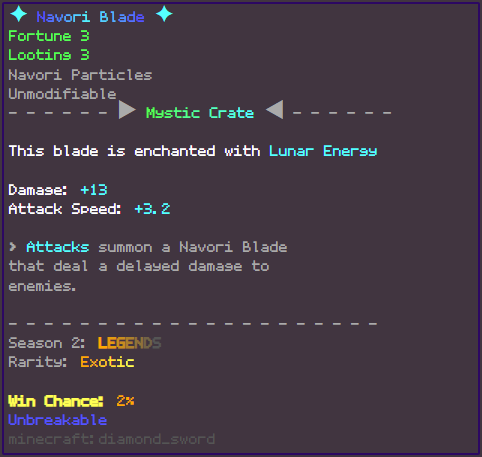 ✦ Navori Blade ✦
Fortune 3
Looting 3
Navori Particles
Unmodifiable
- - - - - - ▶ Mystic Crate ◀ - - - - - -
This blade is enchanted with Lunar Energy
Damage: +13
Attack Speed: +3.2
> Attacks summon a Navori Blade
that deal a delayed damage to
enemies.
- - - - - - - - - - - - - - - - - - - - - -
Season 2: LEGENDS
Rarity: Exotic
Win Chance: 2%
Unbreakable
minecraft:diamond_sword